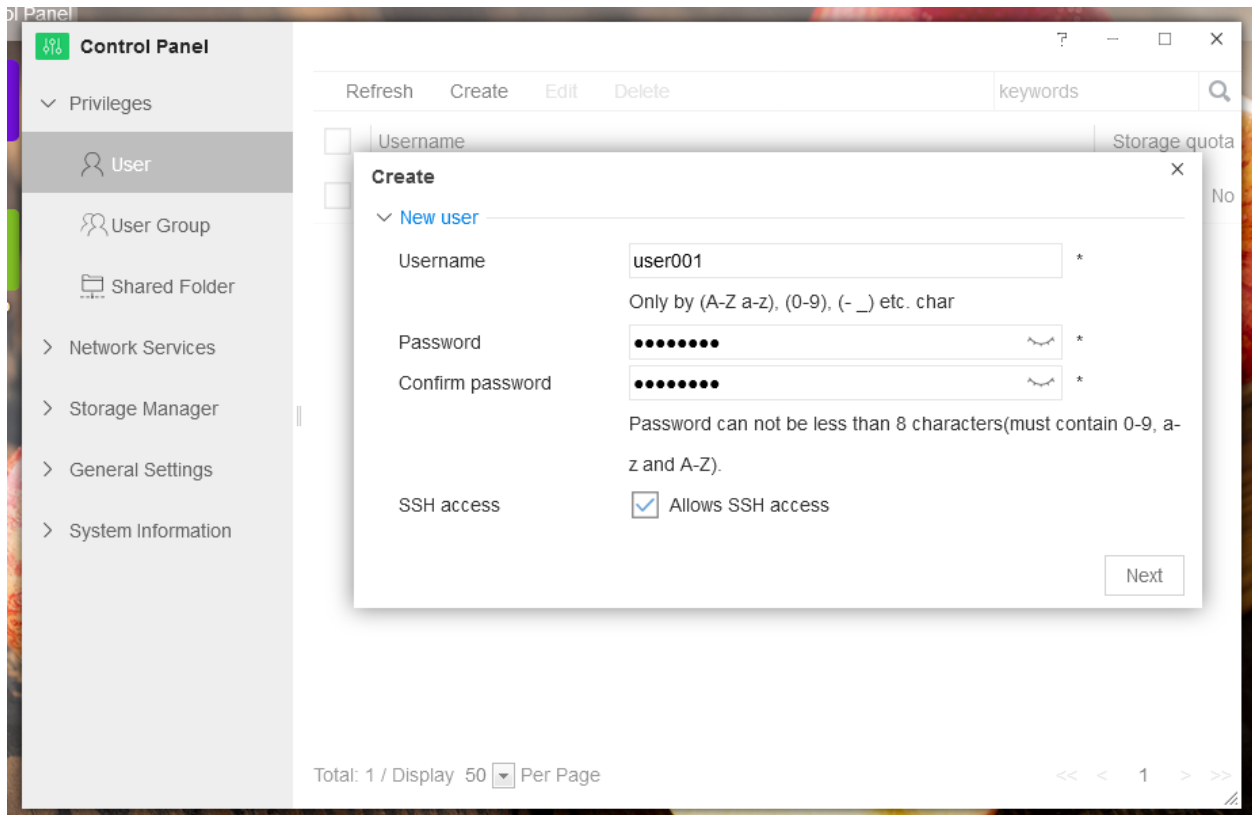 ol Panel
Control Panel
Privileges
User
User Group
Shared Folder
Network Services
Storage Manager
General Settings
System Information
?
Refresh Create Edit Delete keywords
Username Storage quota
No
Create
New user
Username user001 *
Only by (A-Z a-z), (0-9), (- _) etc. char
Password ●●●●●●●● *
Confirm password ●●●●●●●● *
Password can not be less than 8 characters(must contain 0-9, a-
z and A-Z).
SSH access Allows SSH access
Next
Total: 1 / Display 50 Per Page << < 1 > >>